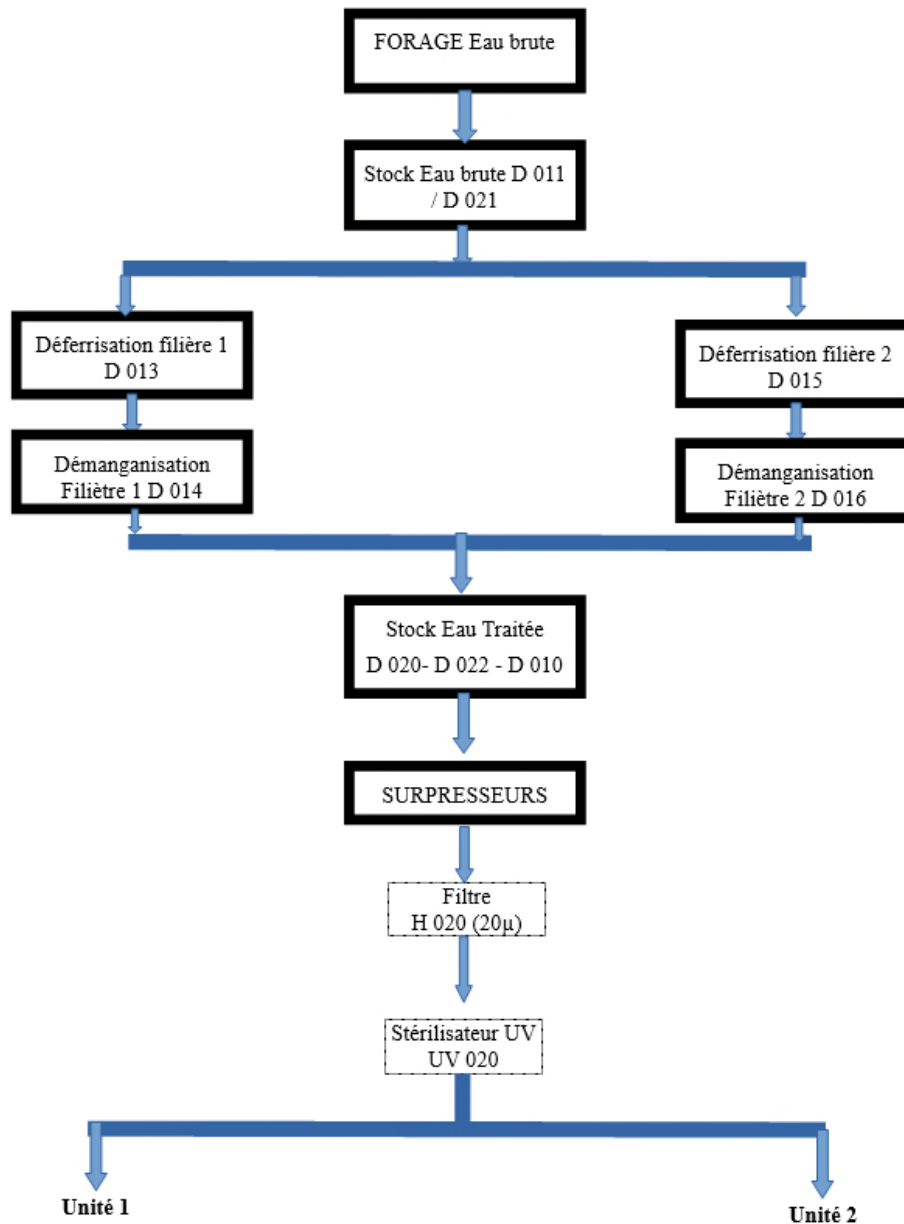 FORAGE Eau brute
Stock Eau brute D 011
/ D 021
Déferrisation filière 1
D 013
Déferrisation filière 2
D 015
Démanganisation
Filiètre 1 D 014
Démanganisation
Filiètre 2 D 016
Stock Eau Traitée
D 020- D 022 - D 010
SURPRESSEURS
Filtre
H 020 (20µ)
Stérilisateur UV
UV 020
Unité 1
Unité 2